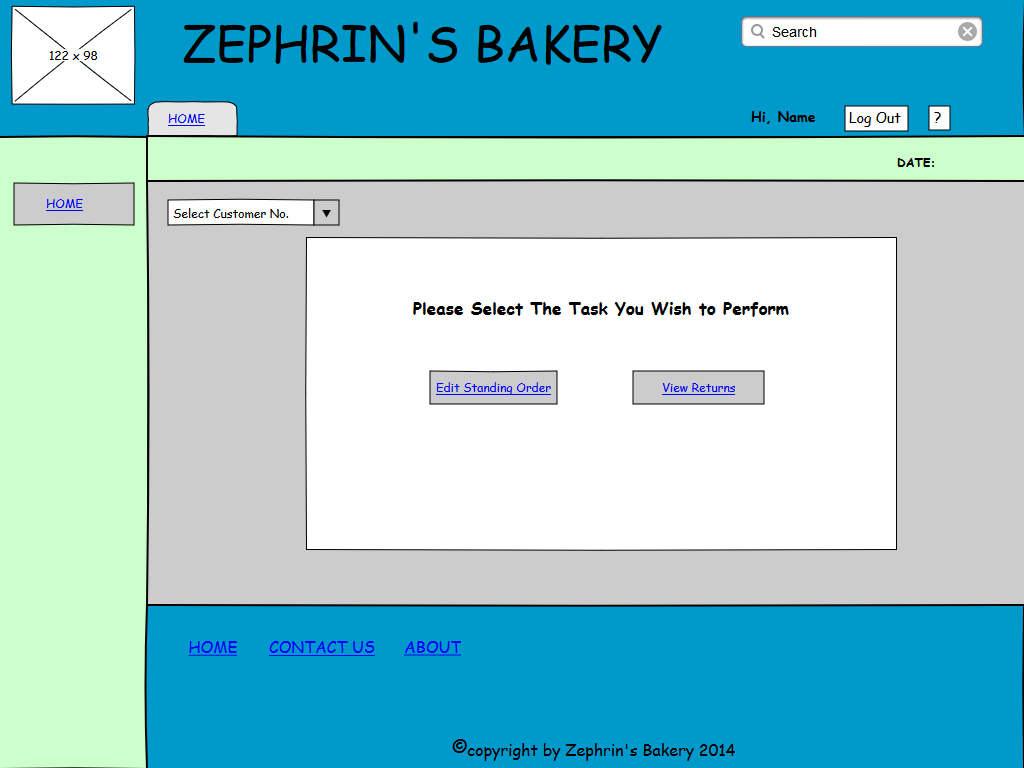 ZEPHRIN'S BAKERY
Search
122 x 98
HOME
Hi, Name
Log Out
?
DATE:
HOME
Select Customer No.
Please Select The Task You Wish to Perform
Edit Standing Order
View Returns
HOME
CONTACT US
ABOUT
©copyright by Zephrin's Bakery 2014